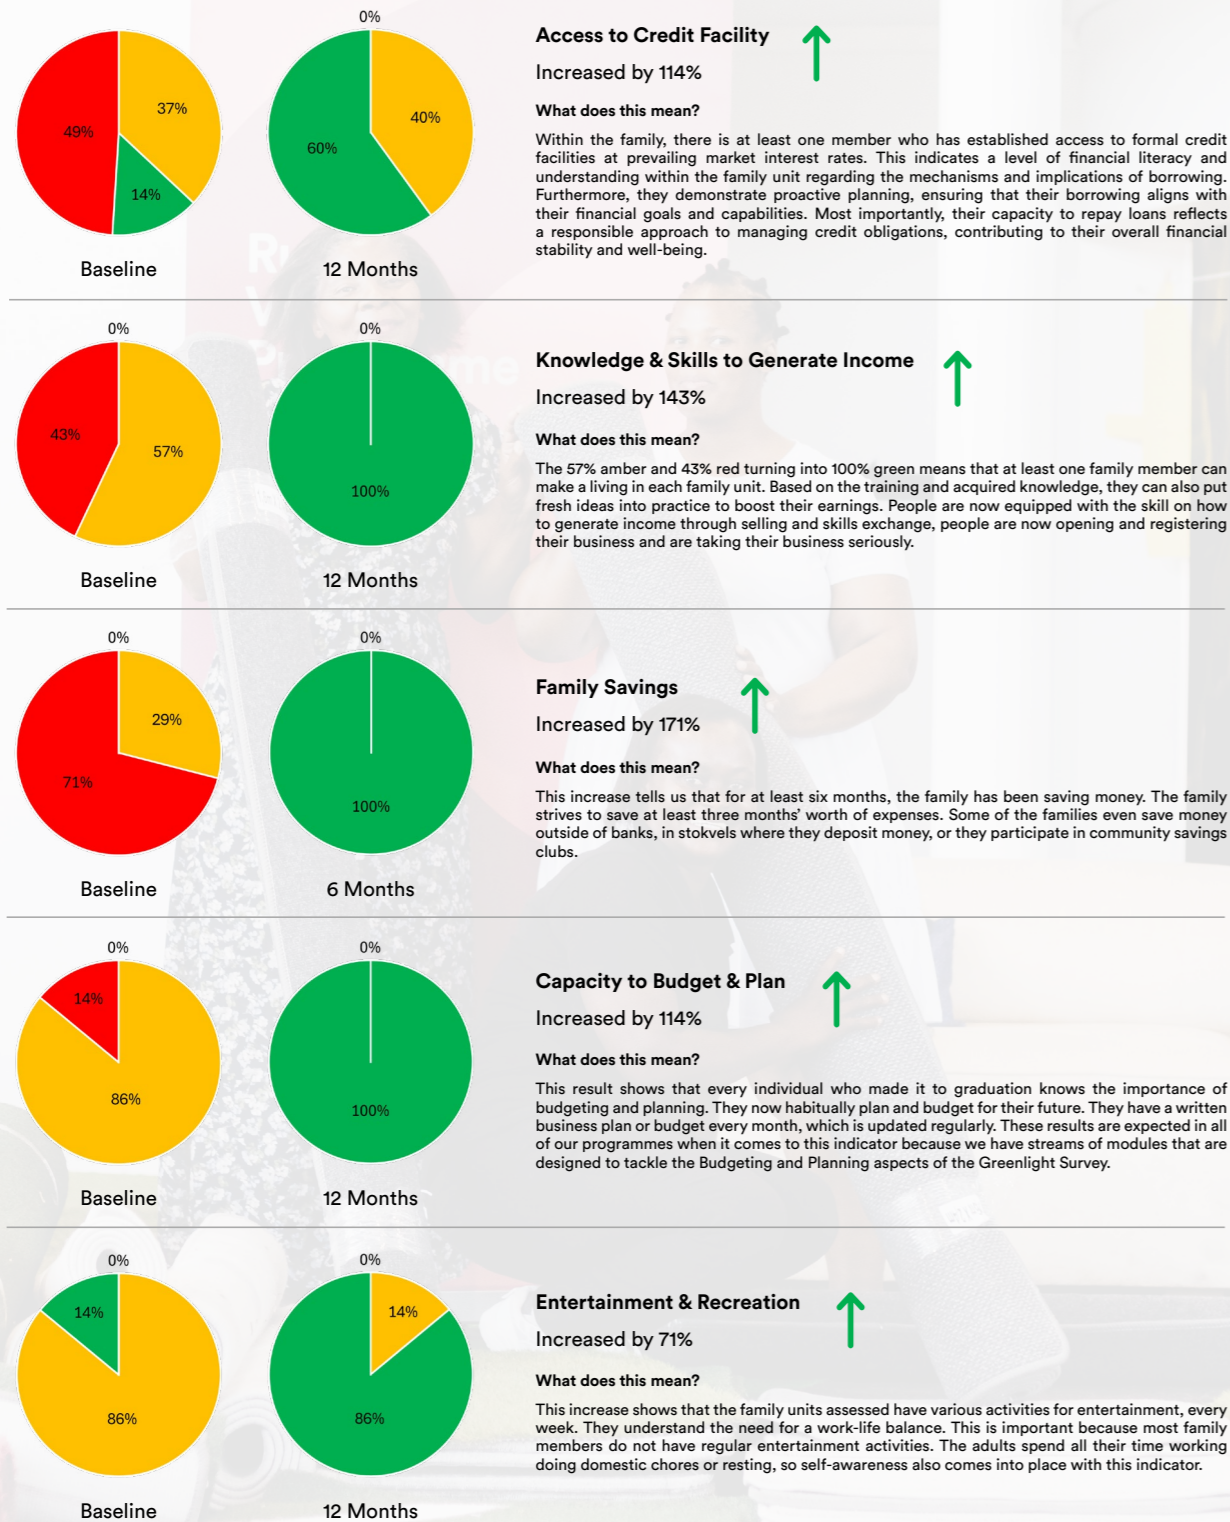 0%
49%
37%
14%
60%
40%
Baseline
12 Months
Access to Credit Facility
Increased by 114%
What does this mean?
Within the family, there is at least one member who has established access to formal credit
facilities at prevailing market interest rates. This indicates a level of financial literacy and
understanding within the family unit regarding the mechanisms and implications of borrowing.
Furthermore, they demonstrate proactive planning, ensuring that their borrowing aligns with
their financial goals and capabilities. Most importantly, their capacity to repay loans reflects
a responsible approach to managing credit obligations, contributing to their overall financial
stability and well-being.
0%
0%
43%
57%
100%
Baseline
12 Months
Knowledge & Skills to Generate Income
Increased by 143%
What does this mean?
The 57% amber and 43% red turning into 100% green means that at least one family member can
make a living in each family unit. Based on the training and acquired knowledge, they can also put
fresh ideas into practice to boost their earnings. People are now equipped with the skill on how
to generate income through selling and skills exchange, people are now opening and registering
their business and are taking their business seriously.
0%
0%
29%
71%
100%
Baseline
6 Months
Family Savings
Increased by 171%
What does this mean?
This increase tells us that for at least six months, the family has been saving money. The family
strives to save at least three months' worth of expenses. Some of the families even save money
outside of banks, in stokvels where they deposit money, or they participate in community savings
clubs.
0%
0%
14%
86%
100%
Baseline
12 Months
Capacity to Budget & Plan
Increased by 114%
What does this mean?
This result shows that every individual who made it to graduation knows the importance of
budgeting and planning. They now habitually plan and budget for their future. They have a written
business plan or budget every month, which is updated regularly. These results are expected in all
of our programmes when it comes to this indicator because we have streams of modules that are
designed to tackle the Budgeting and Planning aspects of the Greenlight Survey.
0%
0%
14%
86%
14%
86%
Baseline
12 Months
Entertainment & Recreation
Increased by 71%
What does this mean?
This increase shows that the family units assessed have various activities for entertainment, every
week. They understand the need for a work-life balance. This is important because most family
members do not have regular entertainment activities. The adults spend all their time working
doing domestic chores or resting, so self-awareness also comes into place with this indicator.